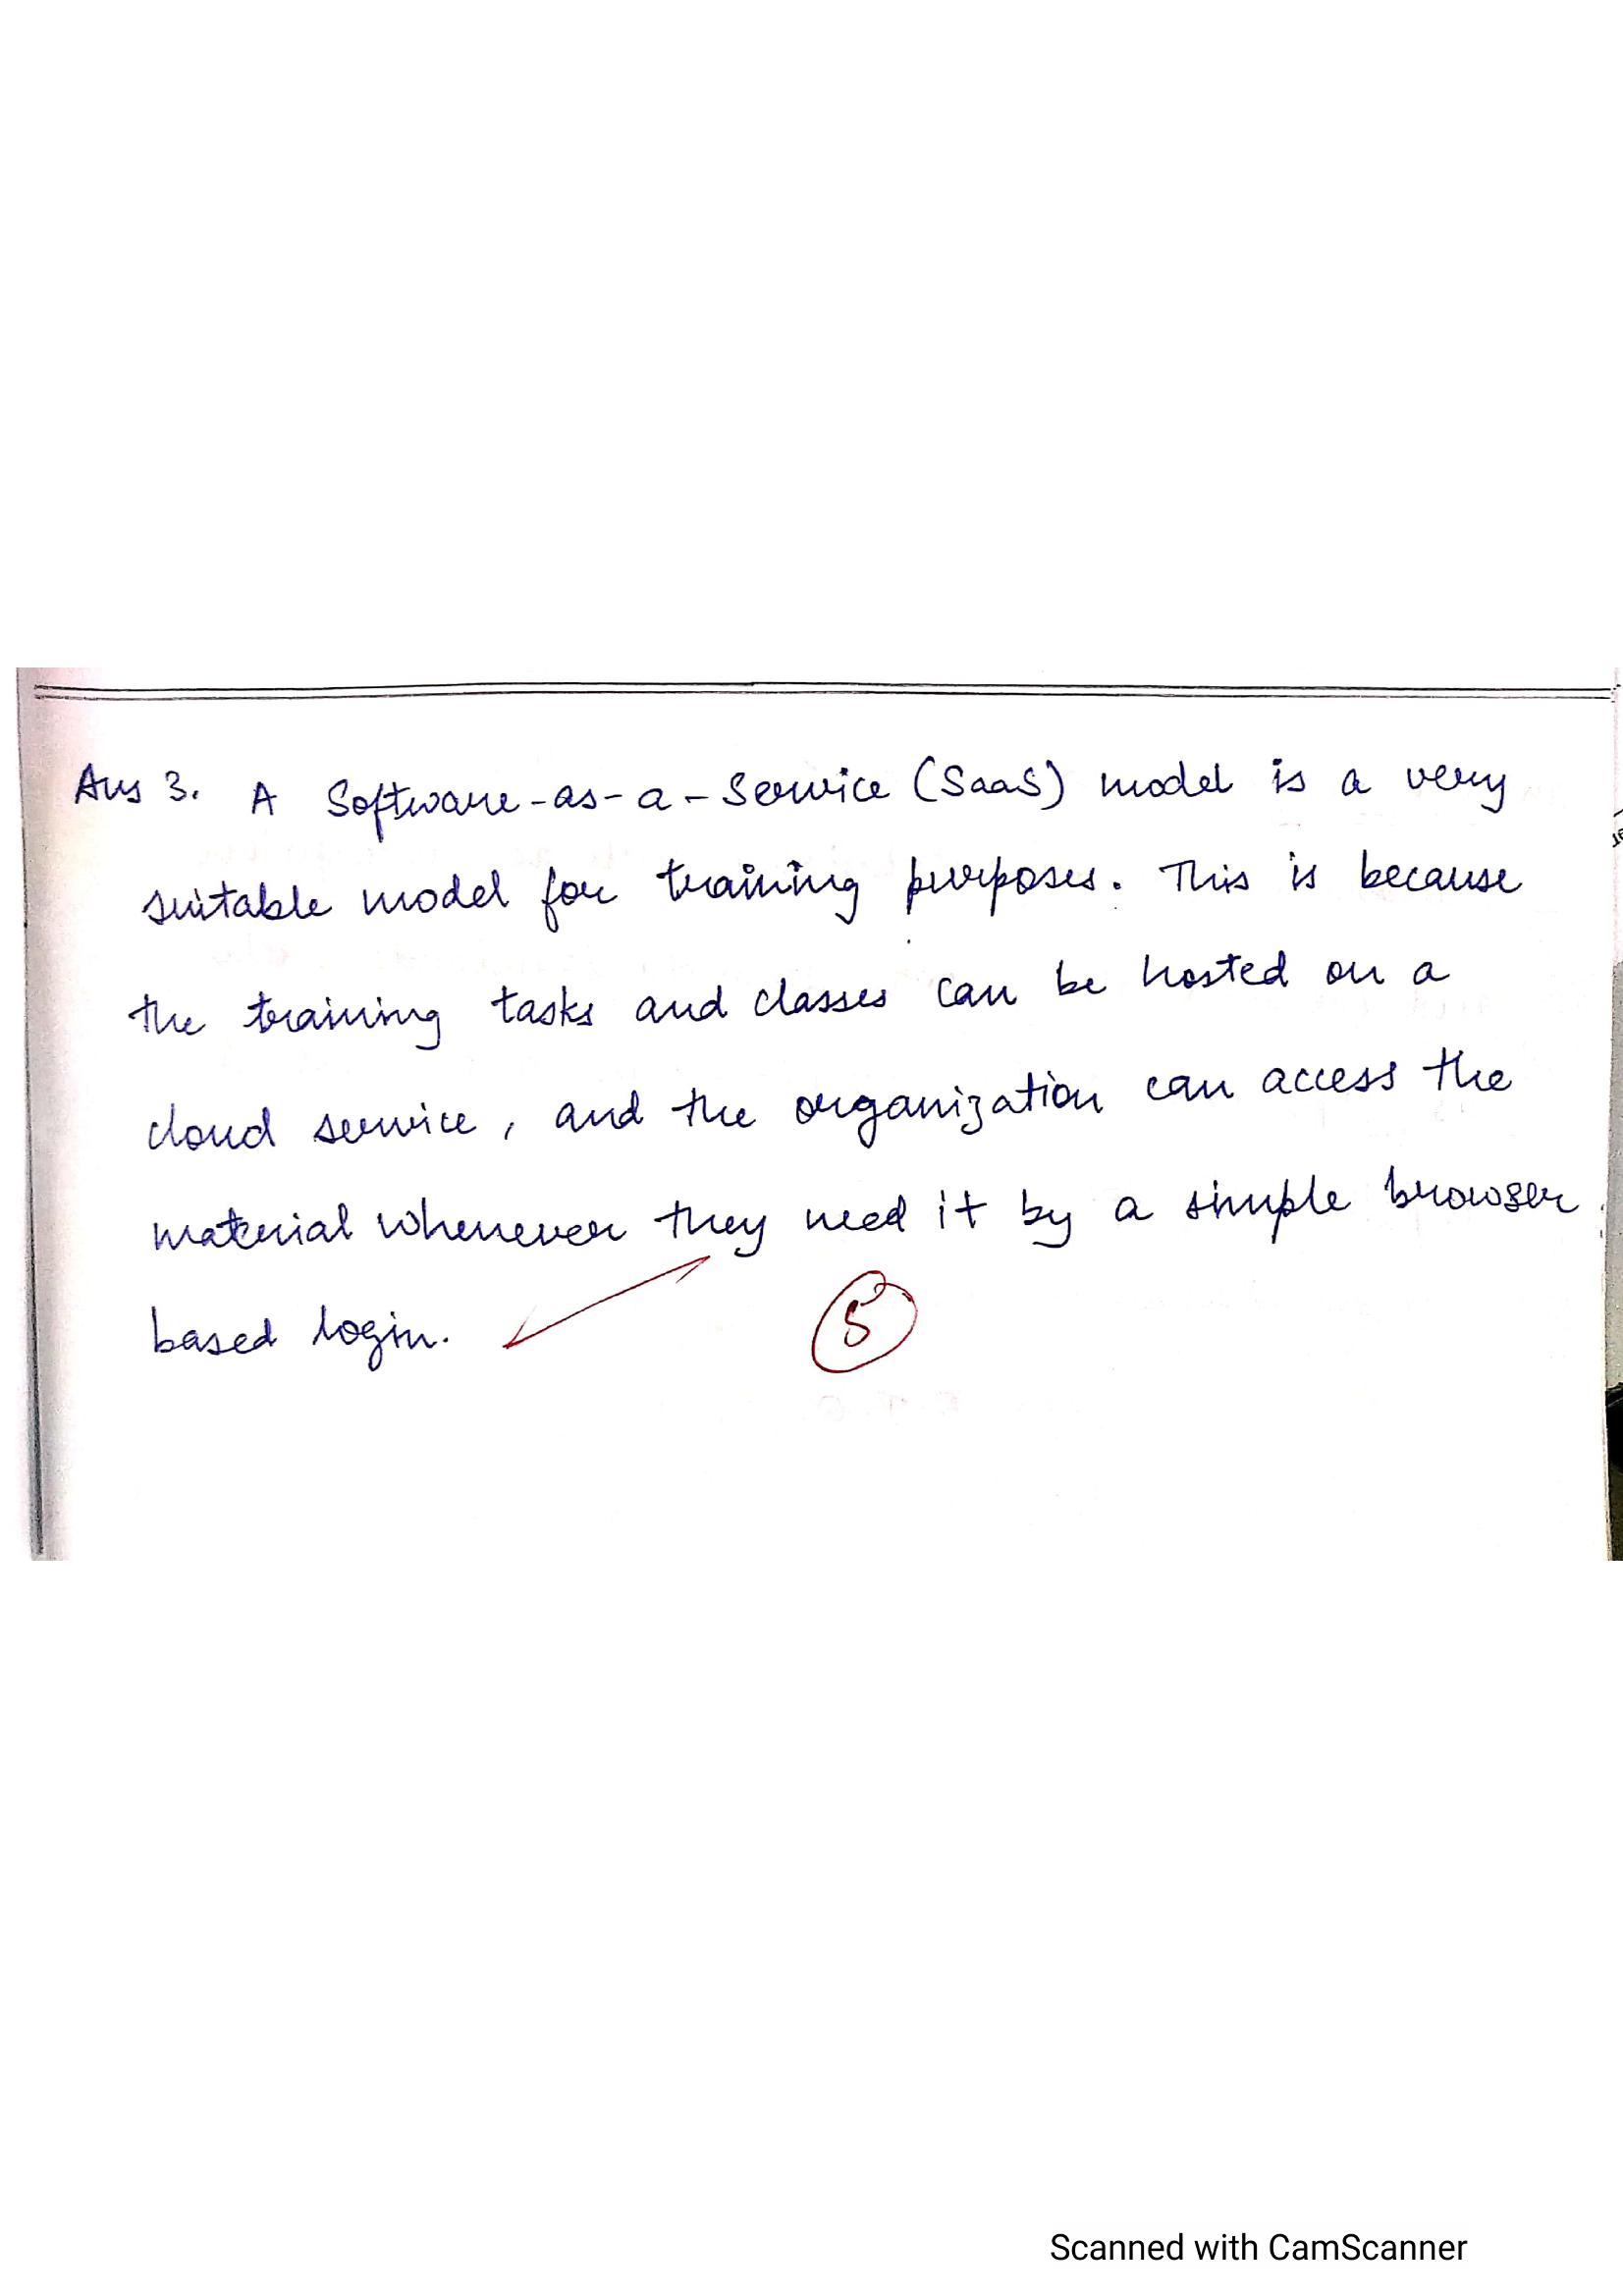 Ans 3. A Software-as-a-Service (SaaS) model is a very
suitable model for training purposes. This is because
the training tasks and classes can be hosted on a
cloud service, and the organization can access the
material whenever they need it by a simple browser
based login.
5
Scanned with CamScanner